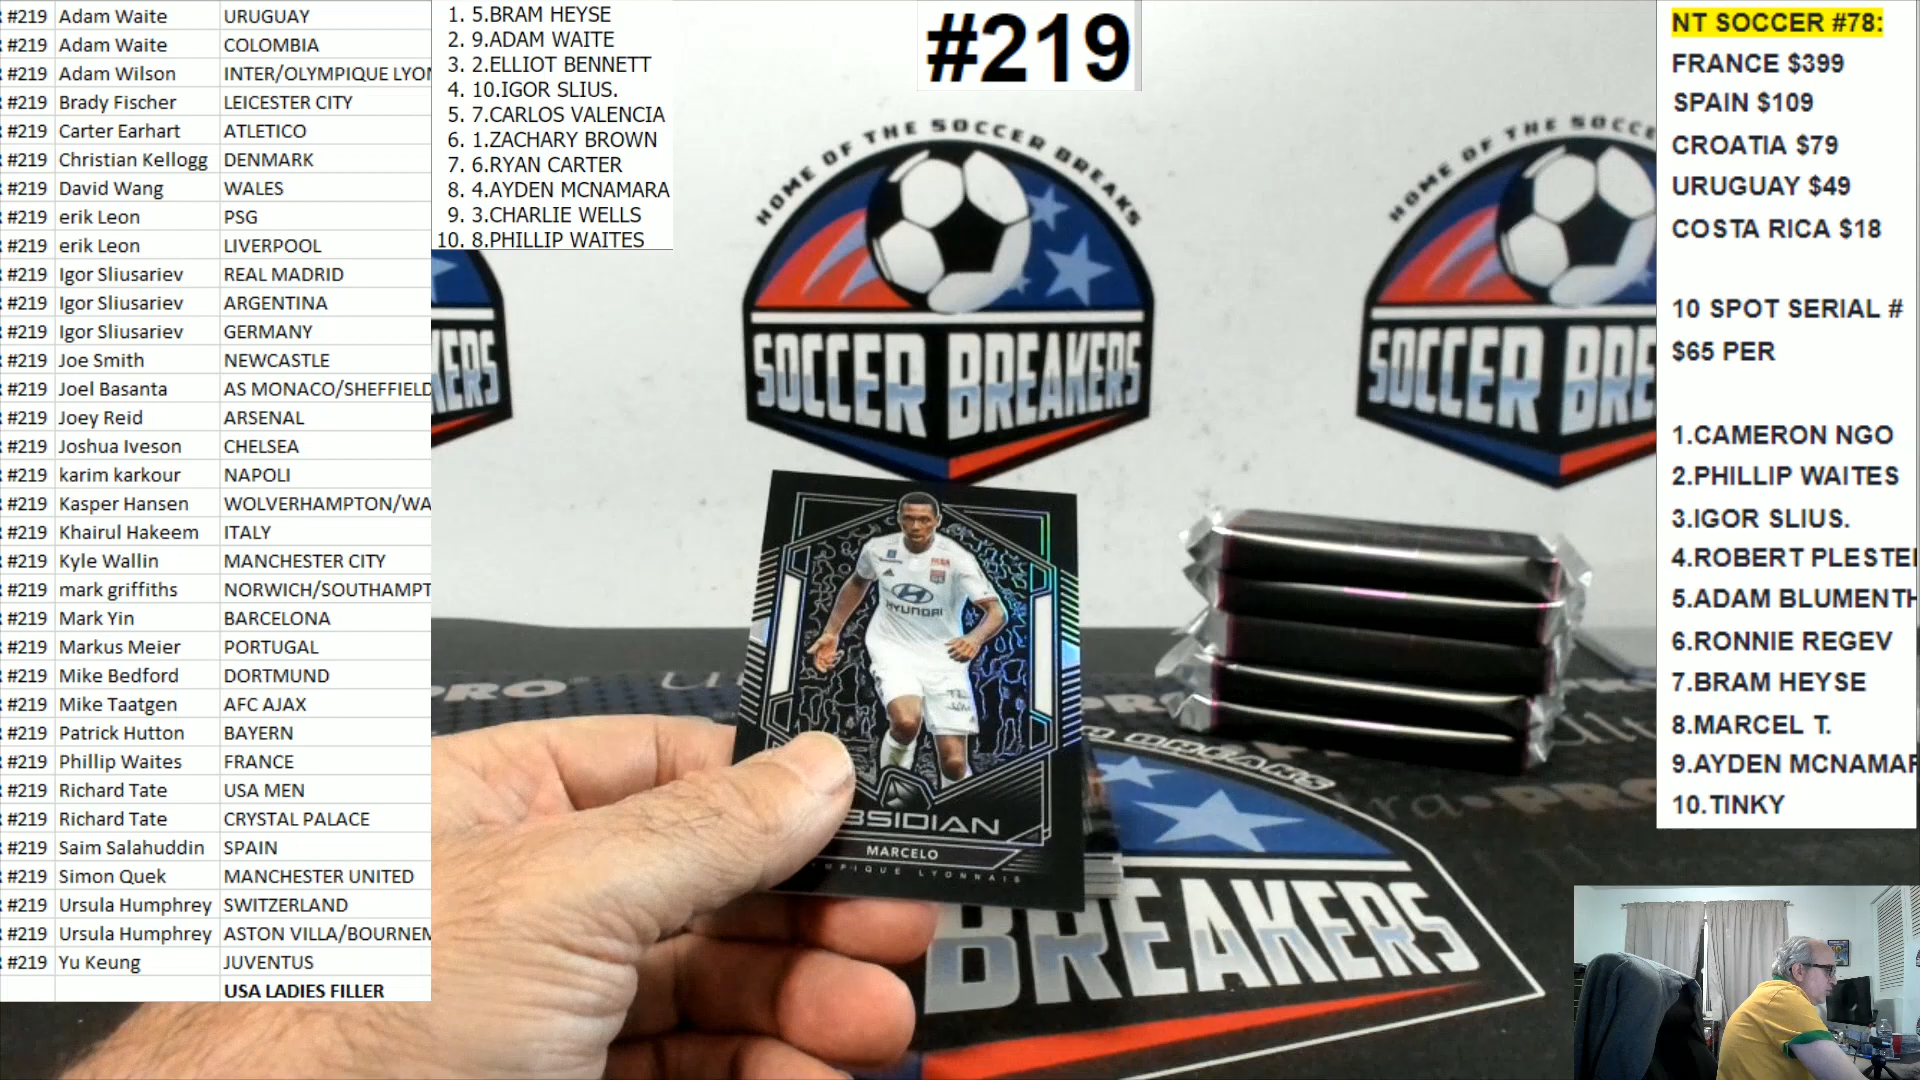 #219 Adam Waite URUGUAY
#219 Adam Waite COLOMBIA
#219 Adam Wilson INTER/OLYMPIQUE LYO
#219 Brady Fischer LEICESTER CITY
#219 Carter Earhart ATLETICO
#219 Christian Kellogg DENMARK
#219 David Wang WALES
#219 erik Leon PSG
#219 erik Leon LIVERPOOL
#219 Igor Sliusariev REAL MADRID
#219 Igor Sliusariev ARGENTINA
#219 Igor Sliusariev GERMANY
#219 Joe Smith NEWCASTLE
#219 Joel Basanta AS MONACO/SHEFFIELD
#219 Joey Reid ARSENAL
#219 Joshua Iveson CHELSEA
#219 karim karkour NAPOLI
#219 Kasper Hansen WOLVERHAMPTON/WA
#219 Khairul Hakeem ITALY
#219 Kyle Wallin MANCHESTER CITY
#219 mark griffiths NORWICH/SOUTHAMPT
#219 Mark Yin BARCELONA
#219 Markus Meier PORTUGAL
#219 Mike Bedford DORTMUND
#219 Mike Taatgen AFC AJAX
#219 Patrick Hutton BAYERN
#219 Phillip Waites FRANCE
#219 Richard Tate USA MEN
#219 Richard Tate CRYSTAL PALACE
#219 Saim Salahuddin SPAIN
#219 Simon Quek MANCHESTER UNITED
#219 Ursula Humphrey SWITZERLAND
#219 Ursula Humphrey ASTON VILLA/BOURNEM
#219 Yu Keung JUVENTUS
USA LADIES FILLER
1. 5.BRAM HEYSE
2. 9.ADAM WAITE
3. 2.ELLIOT BENNETT
4. 10.IGOR SLIUS.
5. 7.CARLOS VALENCIA
6. 1.ZACHARY BROWN
7. 6.RYAN CARTER
8. 4.AYDEN MCNAMARA
9. 3.CHARLIE WELLS
10. 8.PHILLIP WAITES
#219
HOME OF THE SOCCER BREAKS
SOCCER BREAKERS
HOME OF THE SOCCE
SOCCER BRE
KERS
HYUNDAI
OBSIDIAN
MARCELO
MPIQUE LYONNAIS
BREAKERS
PRO
NT SOCCER #78:
FRANCE $399
SPAIN $109
CROATIA $79
URUGUAY $49
COSTA RICA $18
10 SPOT SERIAL #
$65 PER
1.CAMERON NGO
2.PHILLIP WAITES
3.IGOR SLIUS.
4.ROBERT PLESTE
5.ADAM BLUMENTH
6.RONNIE REGEV
7.BRAM HEYSE
8.MARCEL T.
9.AYDEN MCNAMAR
10.TINKY